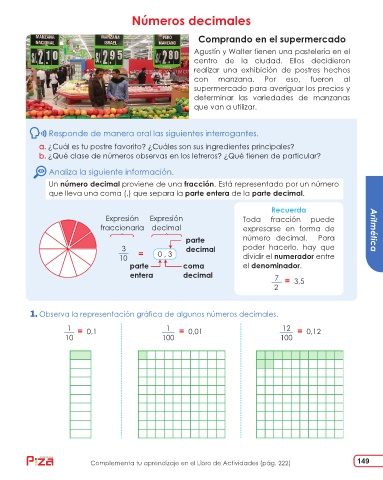 Números decimales
MANZANA NACIONAL
MANZANA ISRAEL
PERO MANZANO
S/. 2.10
S/. 2.95
S/. 2.80
Comprando en el supermercado
Agustín y Walter tienen una pastelería en el
centro de la ciudad. Ellos decidieron
realizar una exhibición de postres hechos
con manzana. Por eso, fueron al
supermercado para averiguar los precios y
determinar las variedades de manzanas
que van a utilizar.
Responde de manera oral las siguientes interrogantes.
a. ¿Cuál es tu postre favorito? ¿Cuáles son sus ingredientes principales?
b. ¿Qué clase de números observas en los letreros? ¿Qué tienen de particular?
Analiza la siguiente información.
Un número decimal proviene de una fracción. Está representado por un número
que lleva una coma (,) que separa la parte entera de la parte decimal.
Expresión fraccionaria
Expresión decimal
3/10 = 0 , 3
parte decimal
parte entera
coma decimal
Recuerda
Toda fracción puede
expresarse en forma de
número decimal. Para
poder hacerlo, hay que
dividir el numerador entre
el denominador.
7/2 = 3,5
Aritmética
1. Observa la representación gráfica de algunos números decimales.
1/10 = 0,1
1/100 = 0,01
12/100 = 0,12
Complementa tu aprendizaje en el Libro de Actividades (pág. 222)
149